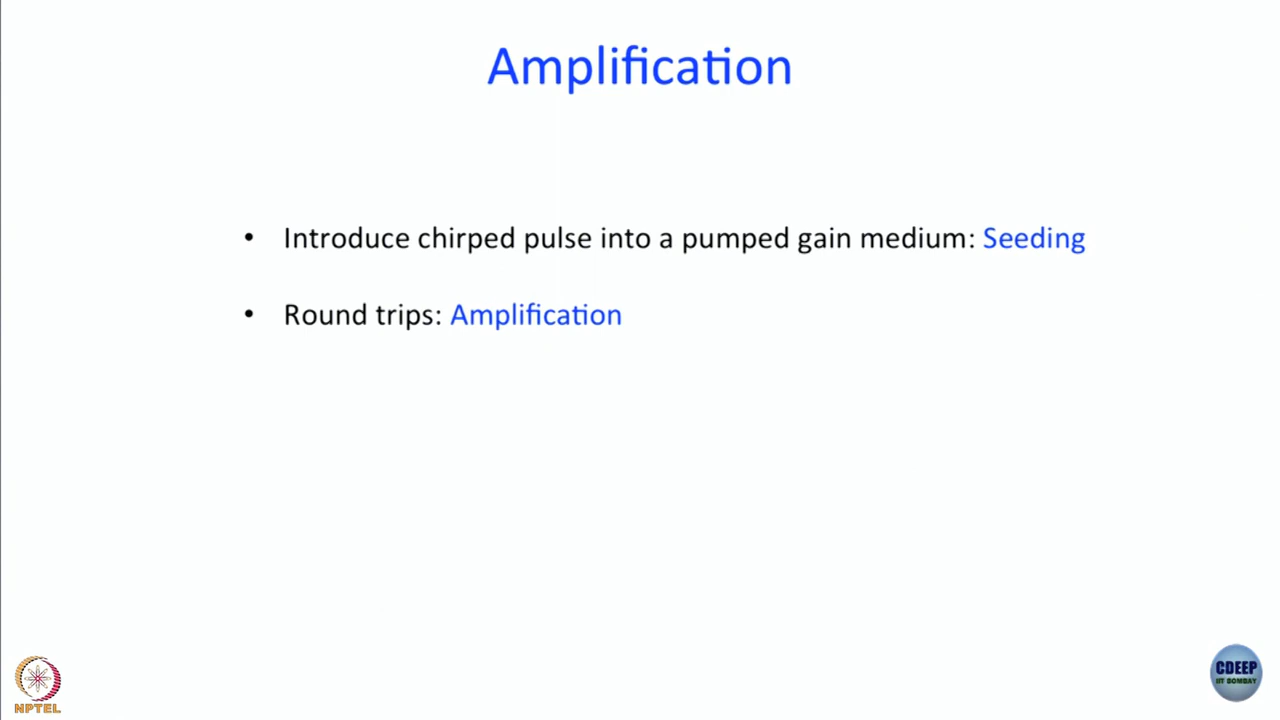 Amplification
• Introduce chirped pulse into a pumped gain medium: Seeding
• Round trips: Amplification
NPTEL
CDEEP
IIT BOMBAY